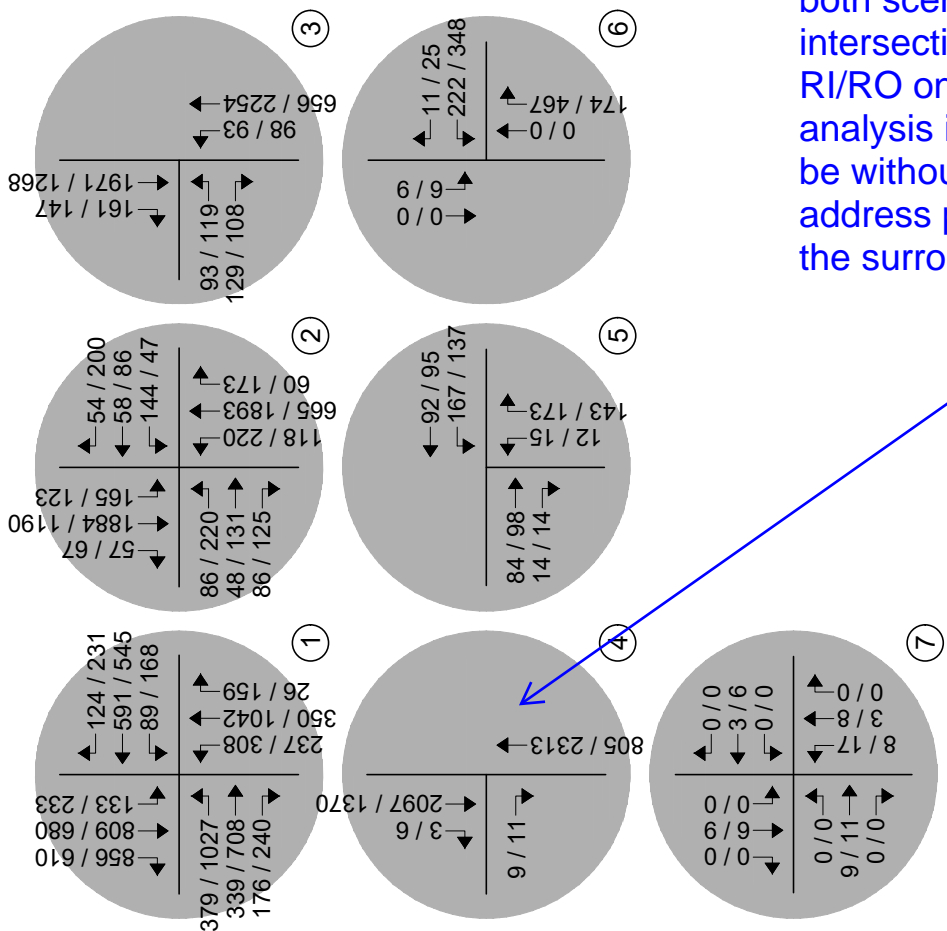 both scen
intersecti
RI/RO on
analysis i
be withou
address p
the surro
3
1971 / 1268
161 / 147
93 / 119
129 / 108
656 / 2254
98 / 93
6
11 / 25
222 / 348
6 / 9
0 / 0
174 / 467
0 / 0
2
54 / 200
58 / 86
144 / 47
165 / 123
1884 / 1190
57 / 67
86 / 220
48 / 131
86 / 125
60 / 173
665 / 1893
118 / 220
5
92 / 95
167 / 137
84 / 98
14 / 14
143 / 173
12 / 15
1
124 / 231
591 / 545
89 / 168
133 / 233
809 / 680
856 / 610
379 / 1027
339 / 708
176 / 240
26 / 159
350 / 1042
237 / 308
4
2097 / 1370
3 / 6
9 / 11
805 / 2313
7
0 / 0
3 / 6
0 / 0
0 / 0
6 / 9
0 / 0
0 / 0
9 / 11
0 / 0
0 / 0
3 / 8
8 / 17